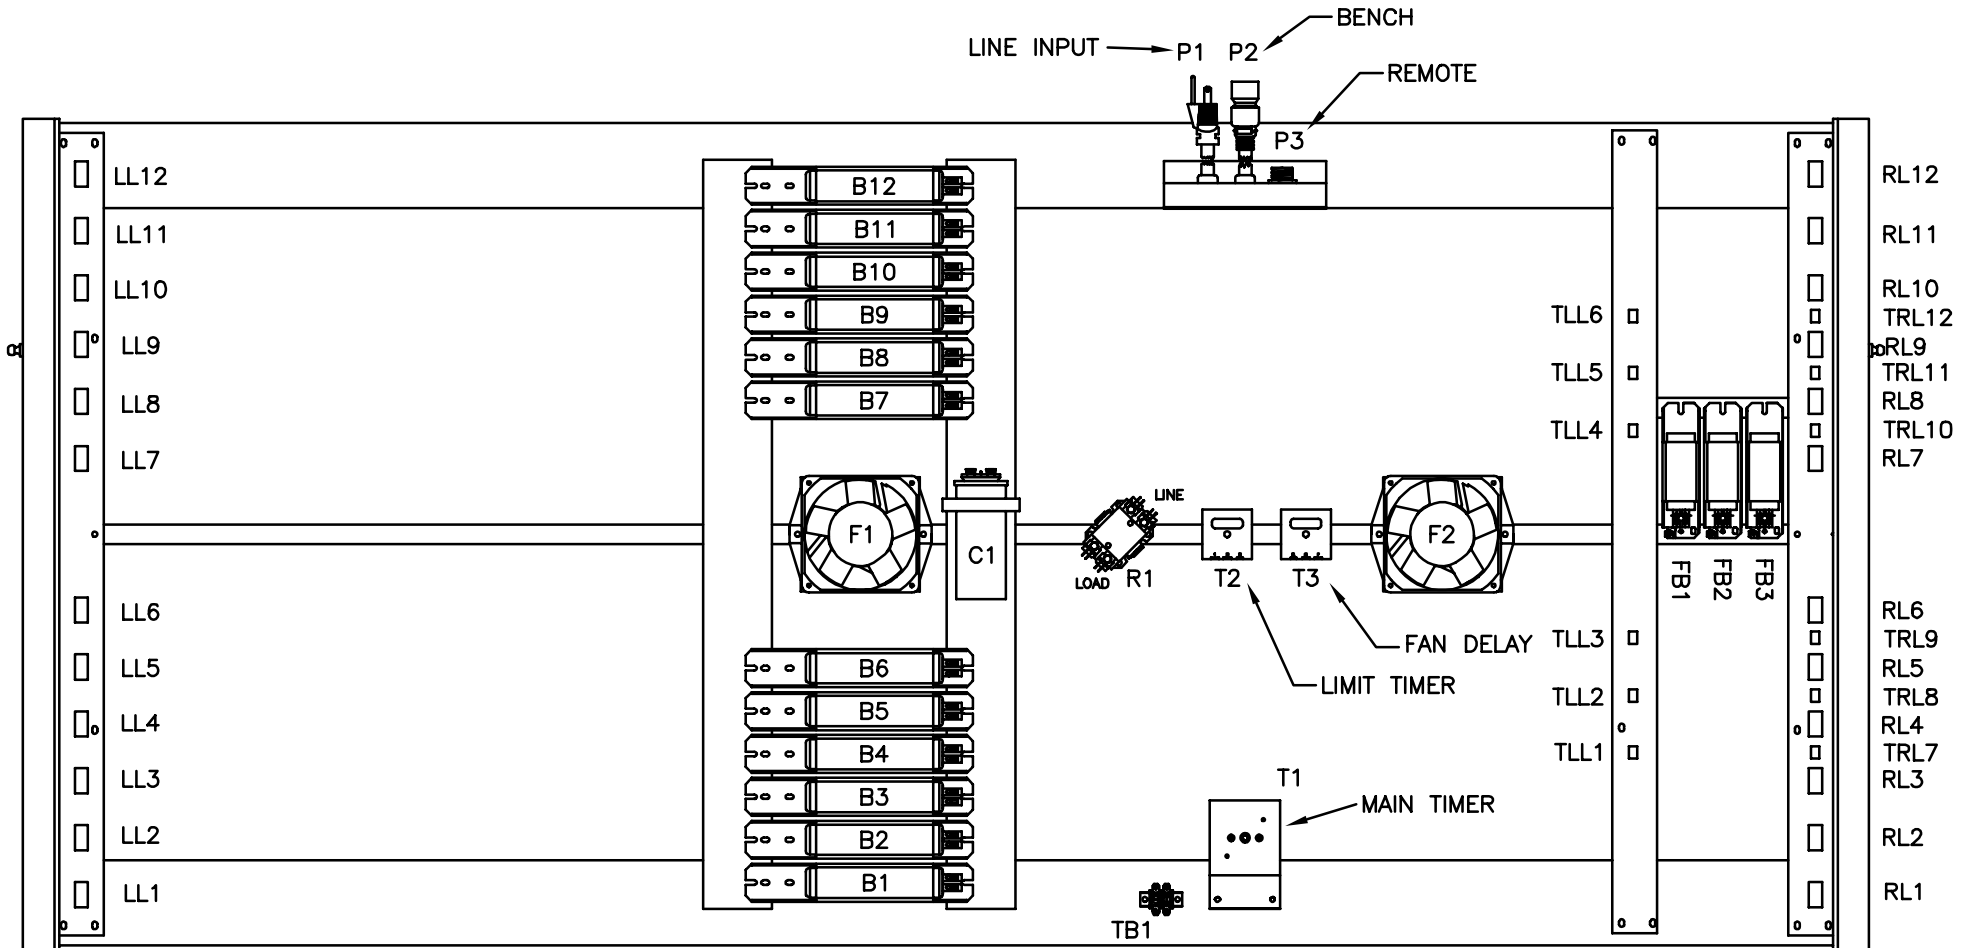 BENCH
LINE INPUT
P1
P2
REMOTE
P3
LL12
LL11
LL10
LL9
LL8
LL7
LL6
LL5
LL4
LL3
LL2
LL1
B12
B11
B10
B9
B8
B7
F1
C1
B6
B5
B4
B3
B2
B1
LINE
LOAD
R1
T2
T3
F2
FAN DELAY
LIMIT TIMER
T1
MAIN TIMER
TB1
TLL6
TLL5
TLL4
TLL3
TLL2
TLL1
FB1
FB2
FB3
RL12
RL11
RL10
TRL12
RL9
TRL11
RL8
TRL10
RL7
RL6
TRL9
RL5
TRL8
RL4
TRL7
RL3
RL2
RL1